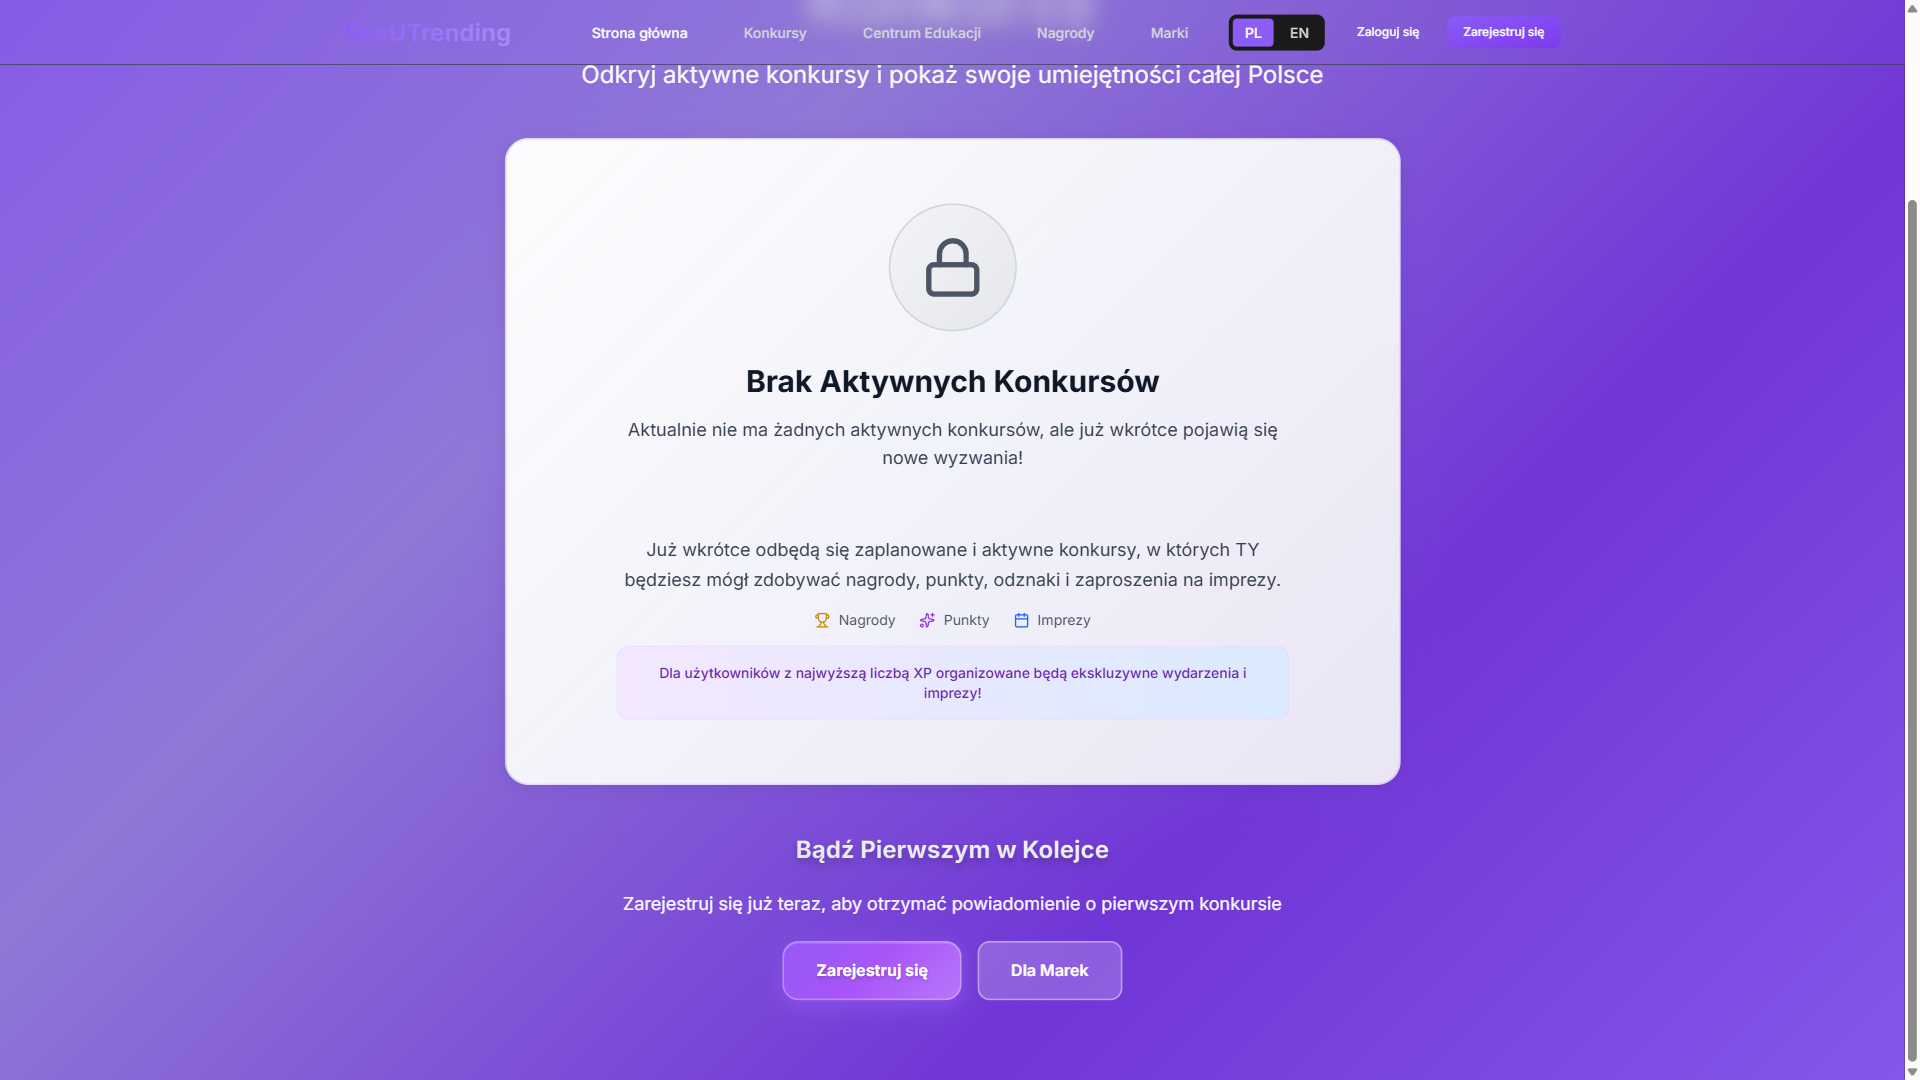 SeeUTrending
Strona główna
Konkursy
Centrum Edukacji
Nagrody
Marki
PL
EN
Zaloguj się
Zarejestruj się
Odkryj aktywne konkursy i pokaż swoje umiejętności całej Polsce
Brak Aktywnych Konkursów
Aktualnie nie ma żadnych aktywnych konkursów, ale już wkrótce pojawią się
nowe wyzwania!
Już wkrótce odbędą się zaplanowane i aktywne konkursy, w których TY
będziesz mógł zdobywać nagrody, punkty, odznaki i zaproszenia na imprezy.
Nagrody
Punkty
Imprezy
Dla użytkowników z najwyższą liczbą XP organizowane będą ekskluzywne wydarzenia i
imprezy!
Bądź Pierwszym w Kolejce
Zarejestruj się już teraz, aby otrzymać powiadomienie o pierwszym konkursie
Zarejestruj się
Dla Marek